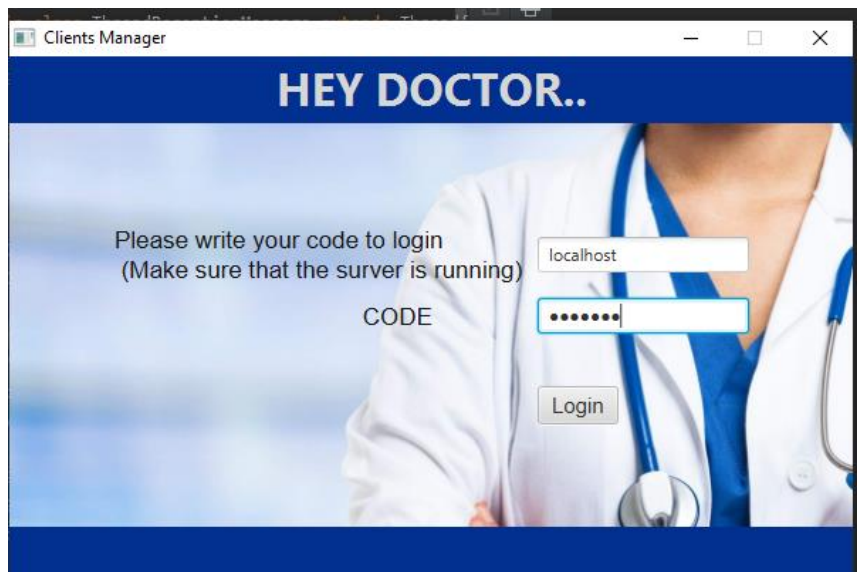 Clients Manager
HEY DOCTOR..
Please write your code to login
(Make sure that the surver is running)
localhost
CODE
•••••••
Login